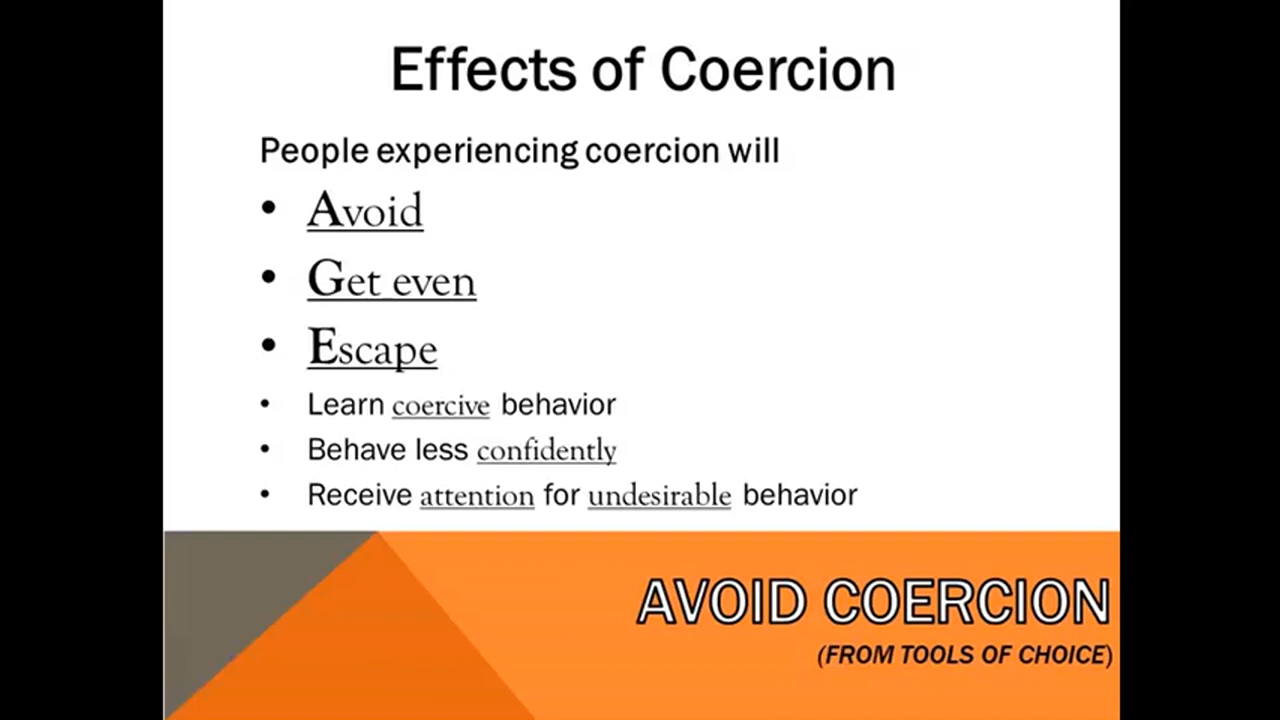 Effects of Coercion
People experiencing coercion will
• Avoid
• Get even
• Escape
• Learn coercive behavior
• Behave less confidently
• Receive attention for undesirable behavior
AVOID COERCION
(FROM TOOLS OF CHOICE)